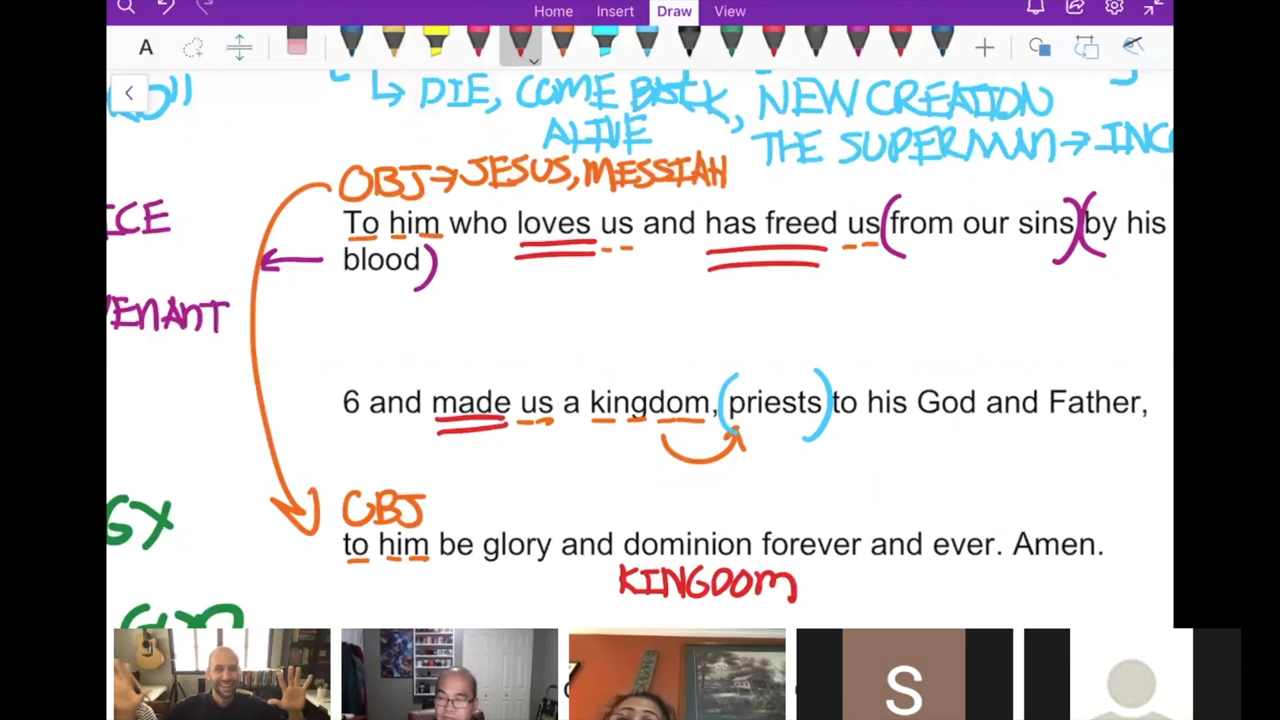 Home Insert Draw View
A
DIE, COME BACK, NEW CREATION
ALIVE THE SUPERMAN → INC
OBJ → JESUS, MESSIAH
ICE To him who loves us and has freed us (from our sins) (by his
blood)
VENANT
6 and made us a kingdom, (priests) to his God and Father,
OBJ
to him be glory and dominion forever and ever. Amen.
KINGDOM
S